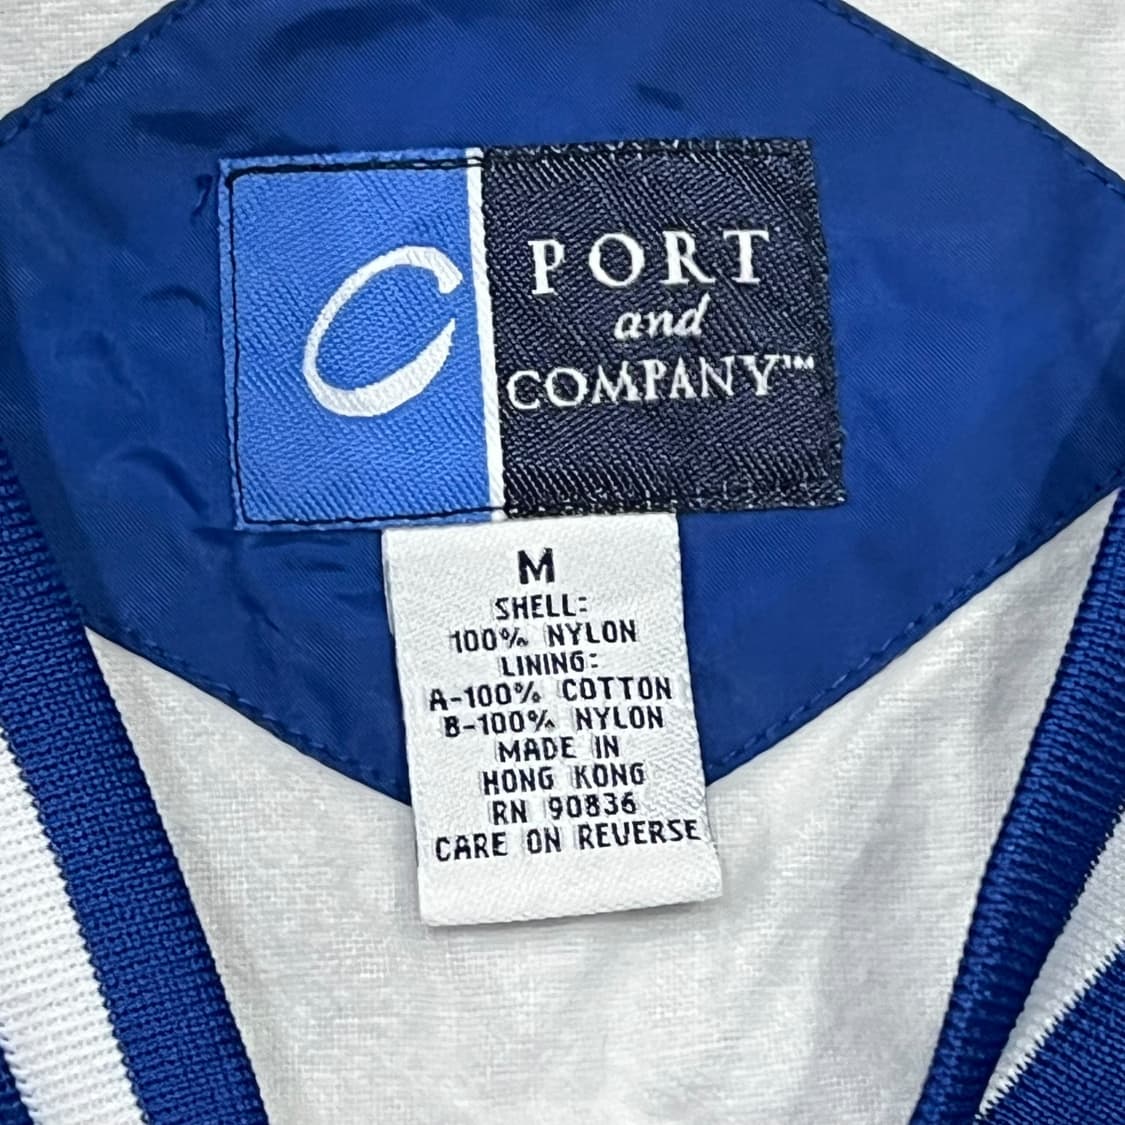 C
PORT
and
COMPANY™
M
SHELL:
100% NYLON
LINING:
A-100% COTTON
B-100% NYLON
MADE IN
HONG KONG
RN 90836
CARE ON REVERSE